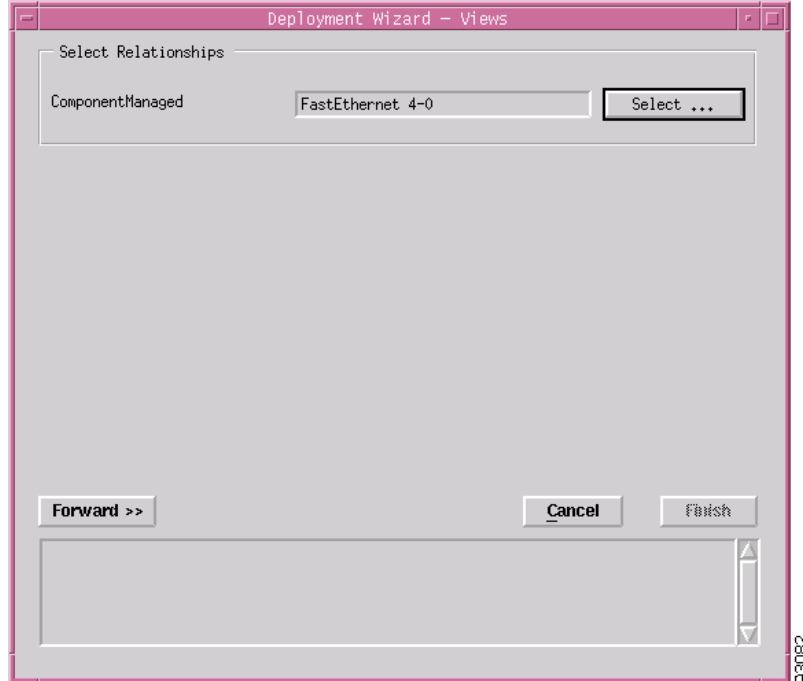 Deployment Wizard – Views
Select Relationships
ComponentManaged FastEthernet 4-0 Select ...
Forward >> Cancel Finish